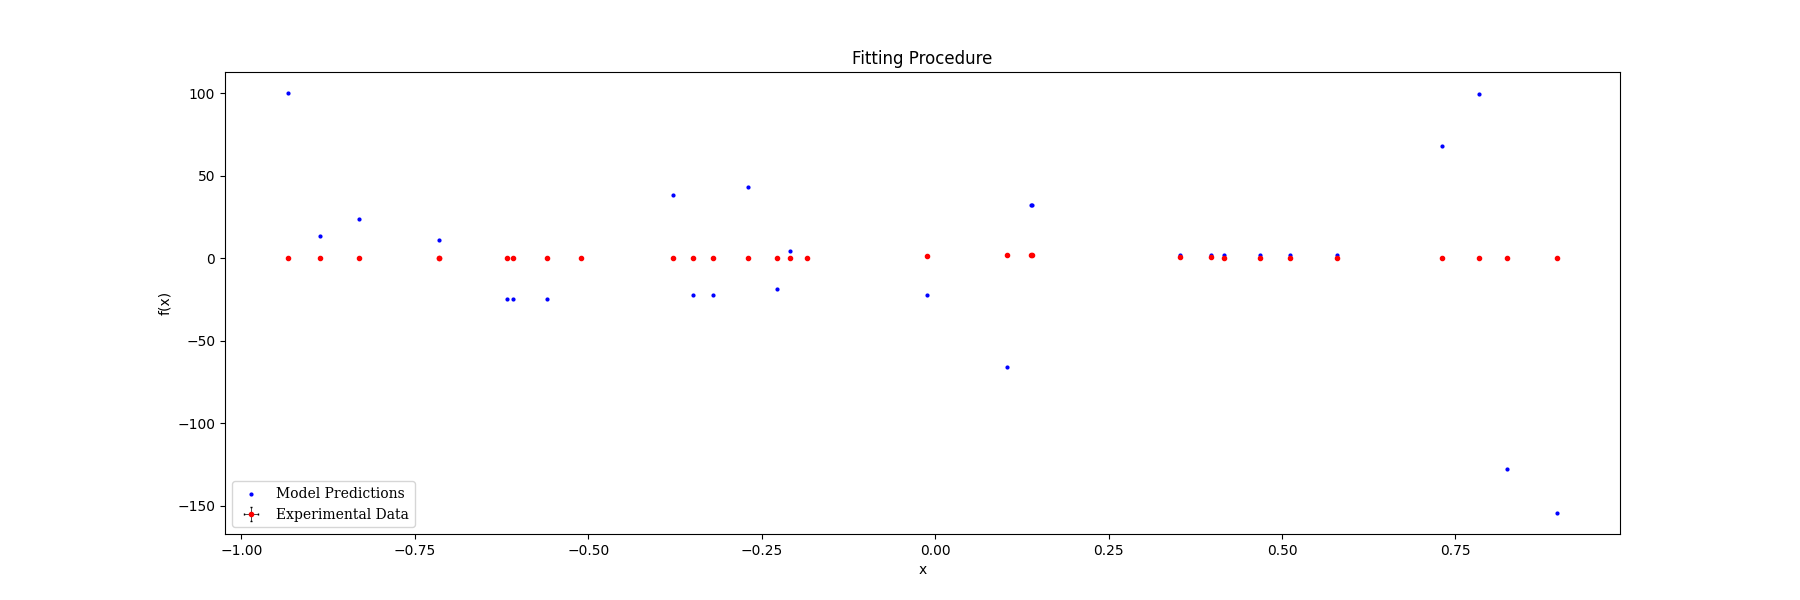 Fitting Procedure
100
50
0
−50
−100
−150
f(x)
Model Predictions
Experimental Data
−1.00 −0.75 −0.50 −0.25 0.00 0.25 0.50 0.75
x